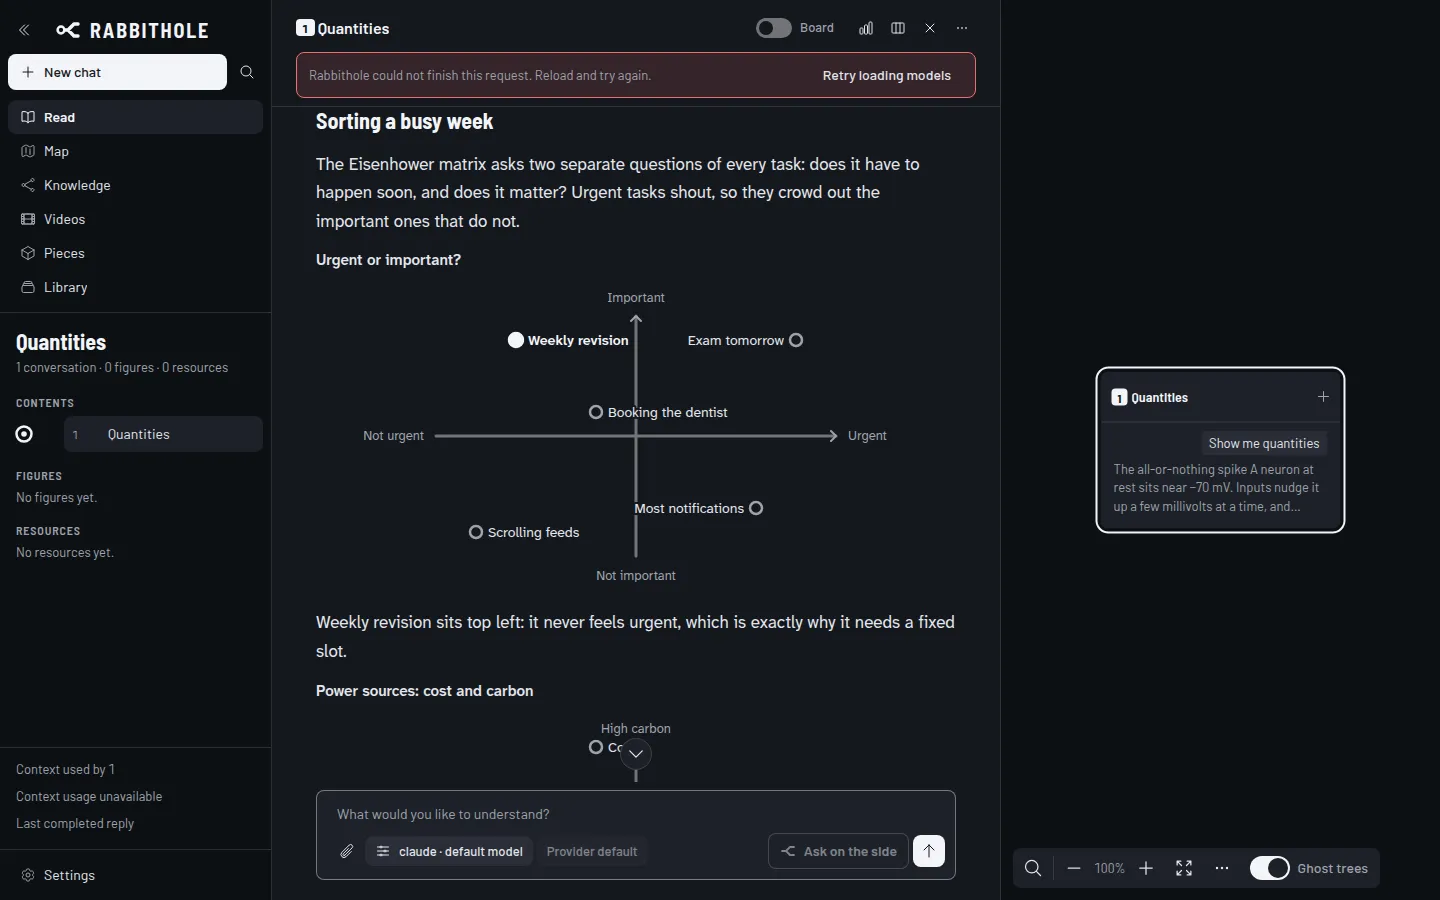 RABBITHOLE
New chat
Read
Map
Knowledge
Videos
Pieces
Library
Quantities
1 conversation · 0 figures · 0 resources
CONTENTS
1 Quantities
FIGURES
No figures yet.
RESOURCES
No resources yet.
Context used by 1
Context usage unavailable
Last completed reply
Settings
1 Quantities
Board
Rabbithole could not finish this request. Reload and try again.
Retry loading models
Sorting a busy week
The Eisenhower matrix asks two separate questions of every task: does it have to
happen soon, and does it matter? Urgent tasks shout, so they crowd out the
important ones that do not.
Urgent or important?
Important
Weekly revision
Exam tomorrow
Booking the dentist
Not urgent
Urgent
Most notifications
Scrolling feeds
Not important
Weekly revision sits top left: it never feels urgent, which is exactly why it needs a fixed
slot.
Power sources: cost and carbon
High carbon
What would you like to understand?
claude · default model
Provider default
Ask on the side
1 Quantities
Show me quantities
The all-or-nothing spike A neuron at
rest sits near −70 mV. Inputs nudge it
up a few millivolts at a time, and...
100%
Ghost trees